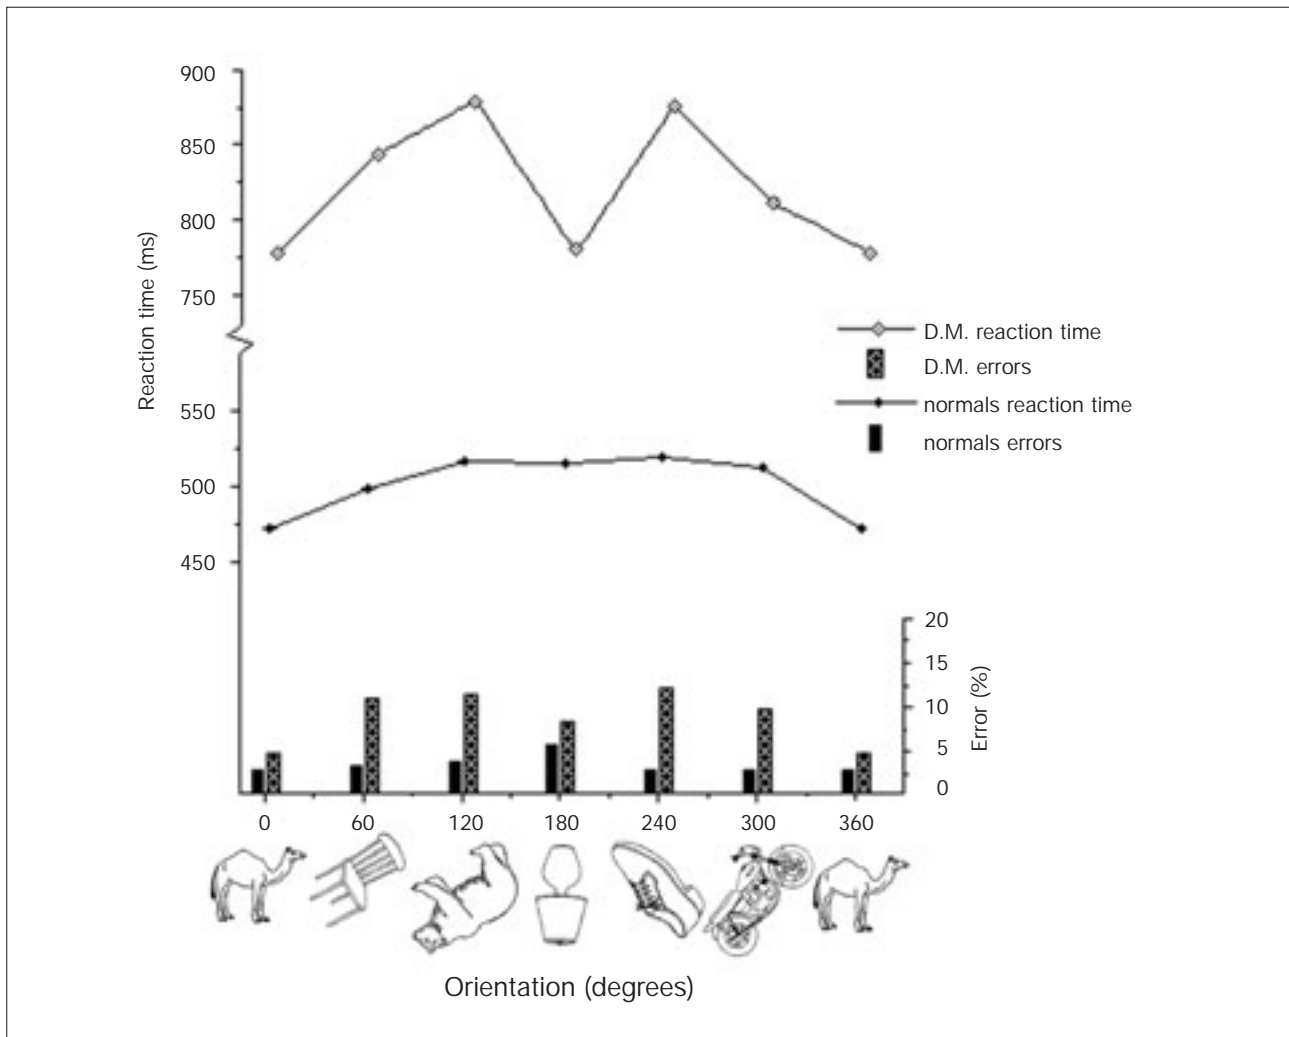 900
850
800
750
550
500
450
Reaction time (ms)
D.M. reaction time
D.M. errors
normals reaction time
normals errors
20
15
10
5
0
Error (%)
0 60 120 180 240 300 360
Orientation (degrees)